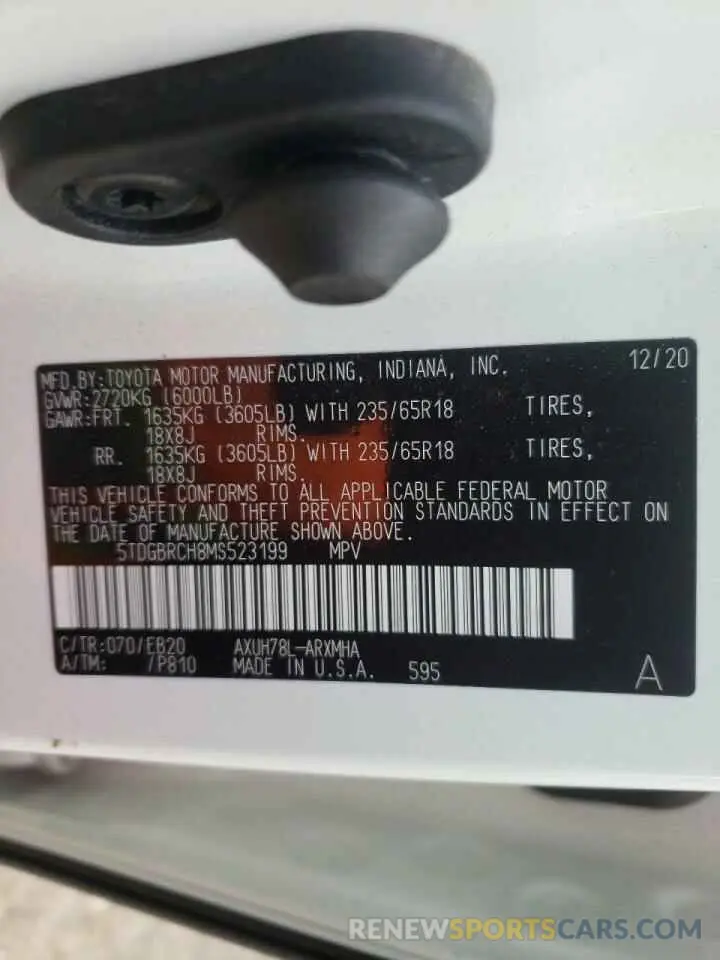 MFD.BY:TOYOTA MOTOR MANUFACTURING, INDIANA, INC. 12/20
GVWR:2720KG (6000LB)
GAWR:FRT. 1635KG (3605LB) WITH 235/65R18 TIRES,
18X8J RIMS.
RR. 1635KG (3605LB) WITH 235/65R18 TIRES,
18X8J RIMS.
THIS VEHICLE CONFORMS TO ALL APPLICABLE FEDERAL MOTOR
VEHICLE SAFETY AND THEFT PREVENTION STANDARDS IN EFFECT ON
THE DATE OF MANUFACTURE SHOWN ABOVE.
5TDGBRCH8MS523199 MPV
C/TR:070/EB20 AXUH78L-ARXMHA
A/TM: /P810 MADE IN U.S.A. 595 A
RENEWSPORTSCARS.COM